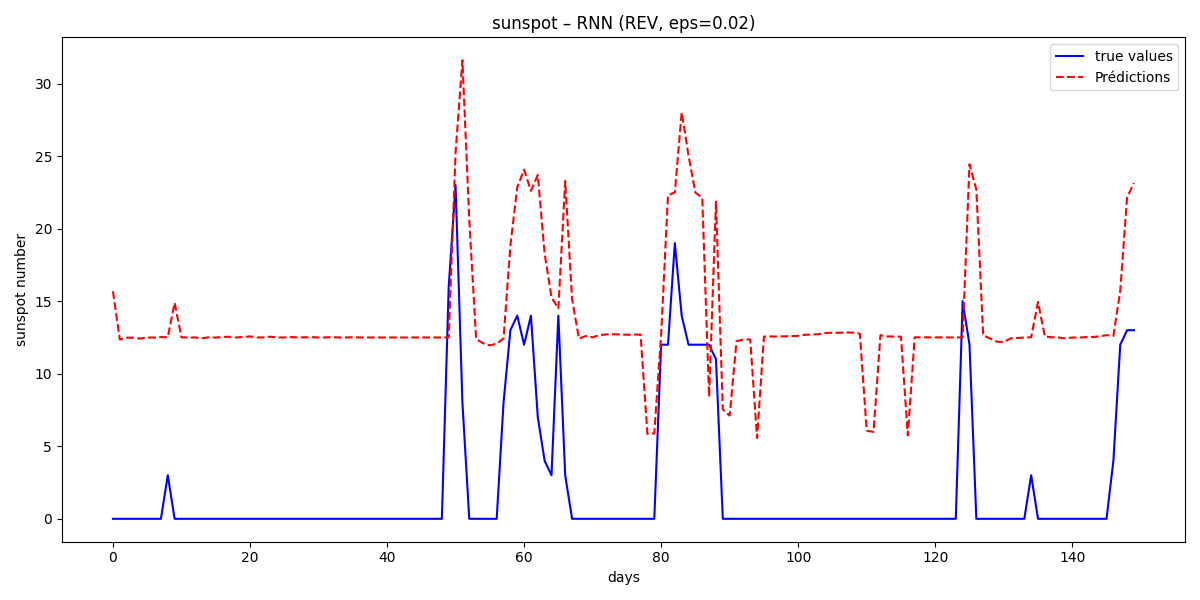 sunspot – RNN (REV, eps=0.02)
true values
Prédictions
sunspot number
30
25
20
15
10
5
0
0 20 40 60 80 100 120 140
days